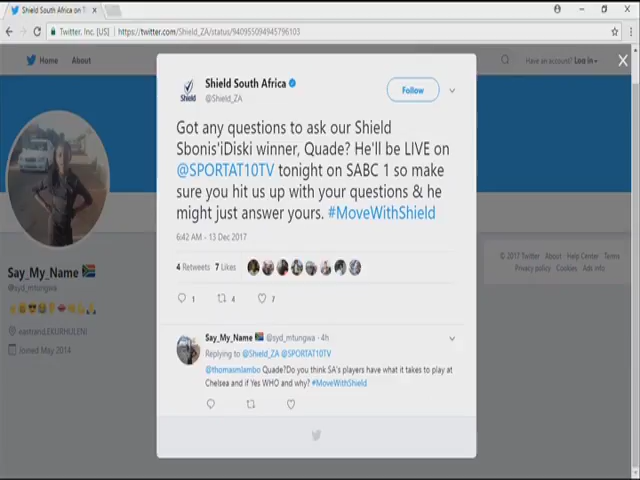 Shield South Africa on T
Twitter, Inc. [US] https://twitter.com/Shield_ZA/status/940955094945796103
Home About
Have an account? Log in
Shield South Africa
@Shield_ZA
Follow
Shield
Got any questions to ask our Shield
Sbonis'iDiski winner, Quade? He'll be LIVE on
@SPORTAT10TV tonight on SABC 1 so make
sure you hit us up with your questions & he
might just answer yours. #MoveWithShield
6:42 AM - 13 Dec 2017
4 Retweets 7 Likes
1 4 7
Say_My_Name @syd_mtungwa · 4h
Replying to @Shield_ZA @SPORTAT10TV
@thomasmlambo Quade?Do you think SA's players have what it takes to play at
Chelsea and if Yes WHO and why? #MoveWithShield
Say_My_Name
@syd_mtungwa
Joined May 2014
© 2017 Twitter About Help Center Terms
Privacy policy Cookies Ads info